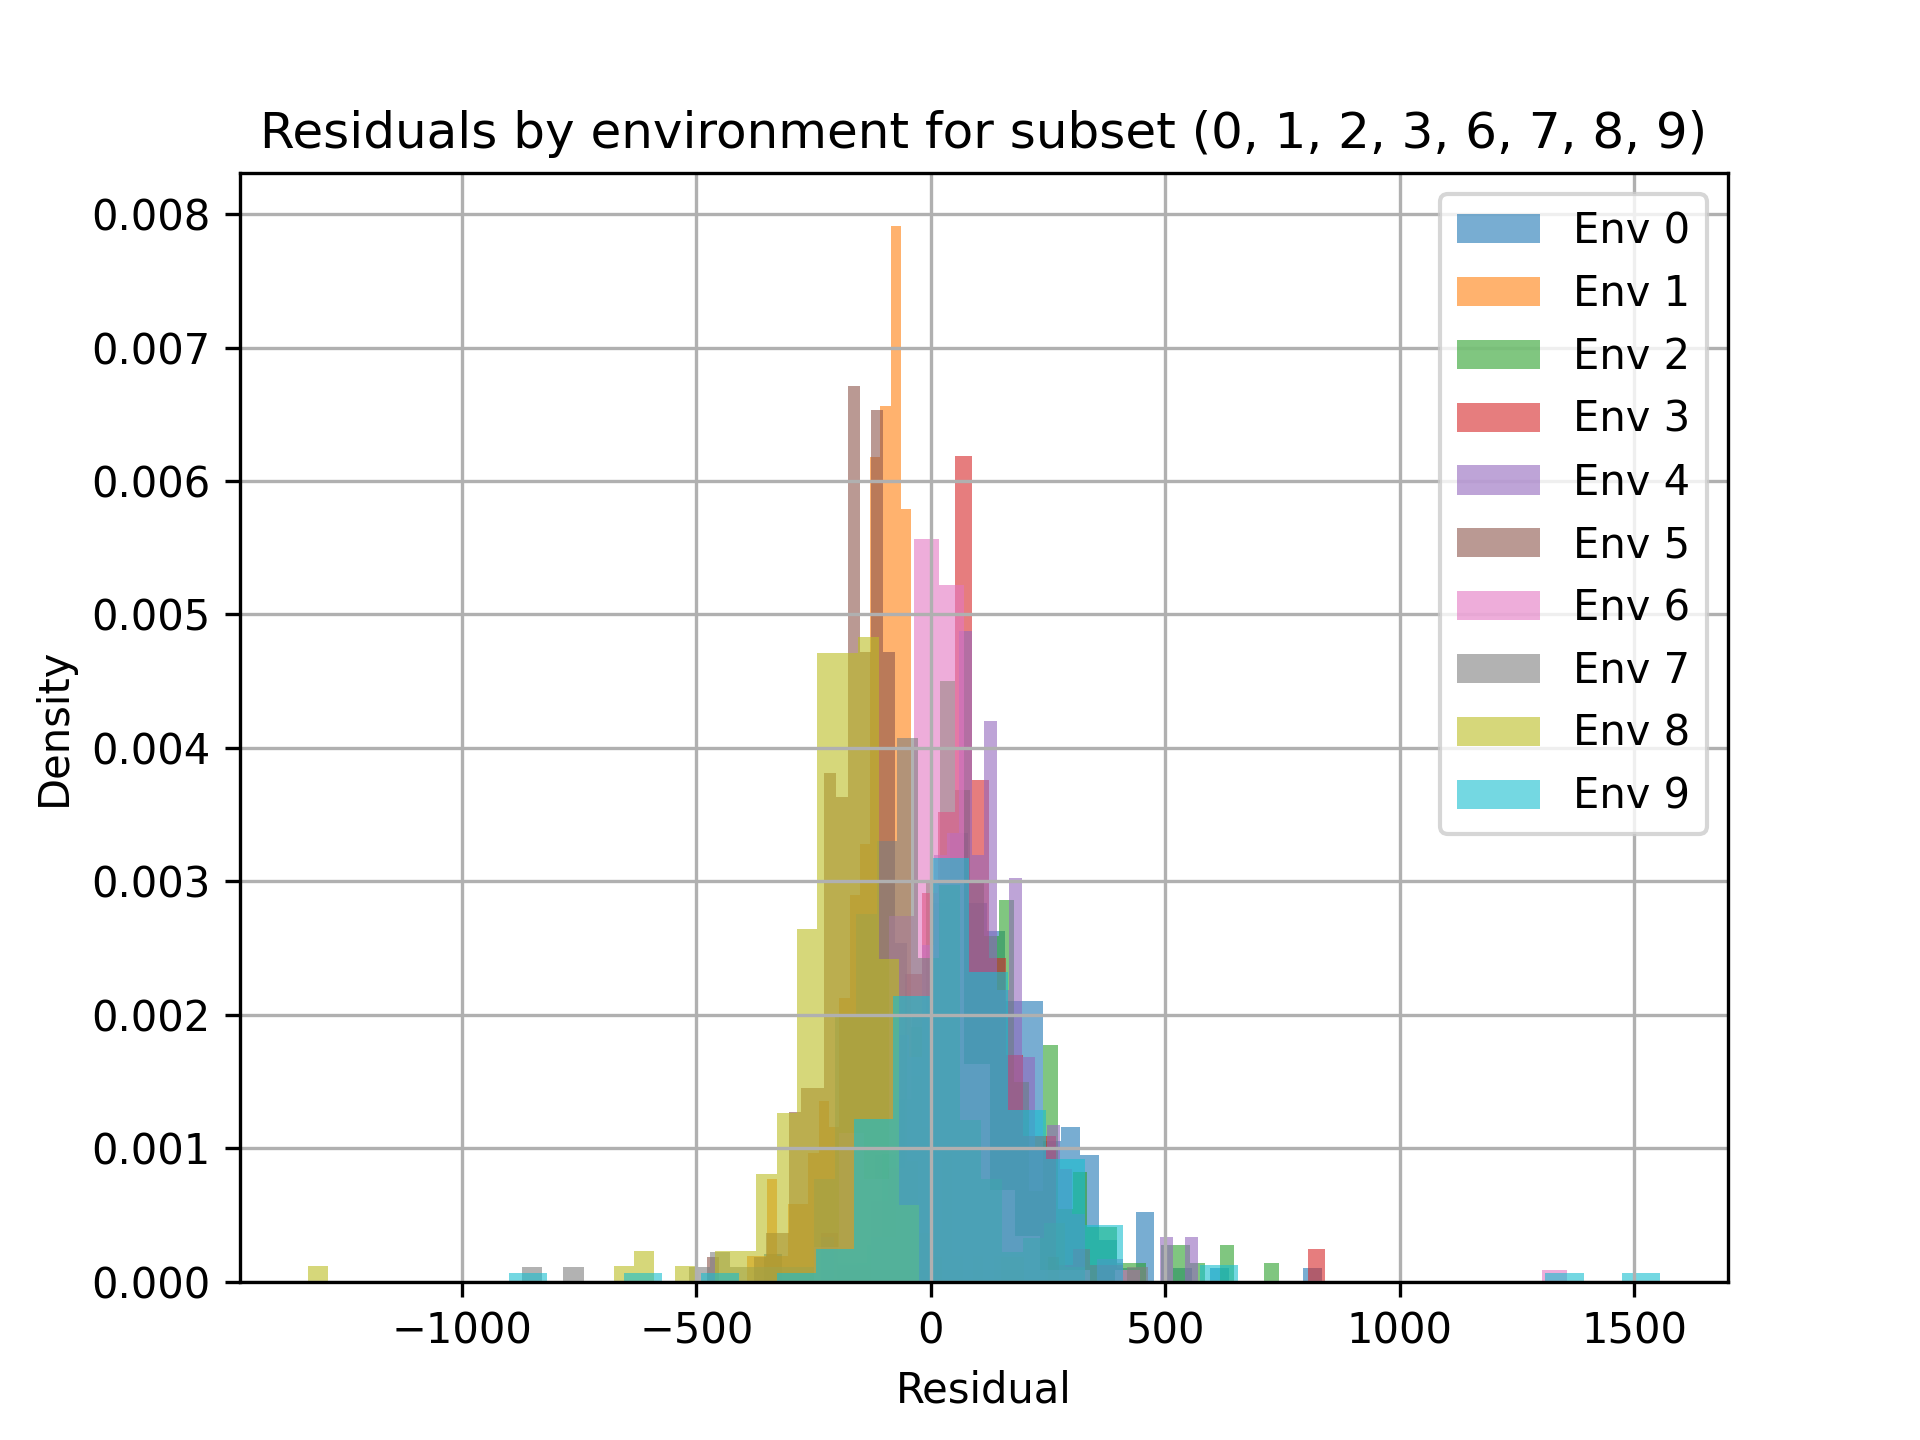 Residuals by environment for subset (0, 1, 2, 3, 6, 7, 8, 9)
0.008
0.007
0.006
0.005
0.004
0.003
0.002
0.001
0.000
Density
Env 0
Env 1
Env 2
Env 3
Env 4
Env 5
Env 6
Env 7
Env 8
Env 9
−1000 −500 0 500 1000 1500
Residual